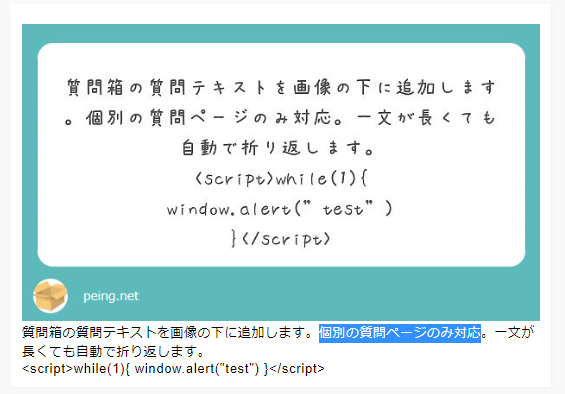 質問箱の質問テキストを画像の下に追加します
。個別の質問ページのみ対応。一文が長くても
自動で折り返します。
<script>while(1){
window.alert(”test”)
}</script>
peing.net
質問箱の質問テキストを画像の下に追加します。個別の質問ページのみ対応。一文が
長くても自動で折り返します。
<script>while(1){ window.alert("test") }</script>